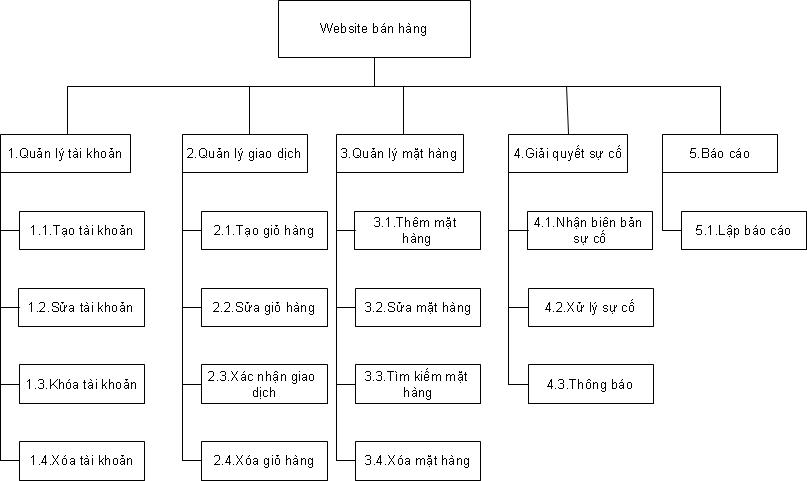 Website bán hàng
1.Quản lý tài khoản
2.Quản lý giao dịch
3.Quản lý mặt hàng
4.Giải quyết sự cố
5.Báo cáo
1.1.Tạo tài khoản
2.1.Tạo giỏ hàng
3.1.Thêm mặt
hàng
4.1.Nhận biên bản
sự cố
5.1.Lập báo cáo
1.2.Sửa tài khoản
2.2.Sửa giỏ hàng
3.2.Sửa mặt hàng
4.2.Xử lý sự cố
1.3.Khóa tài khoản
2.3.Xác nhận giao
dịch
3.3.Tìm kiếm mặt
hàng
4.3.Thông báo
1.4.Xóa tài khoản
2.4.Xóa giỏ hàng
3.4.Xóa mặt hàng